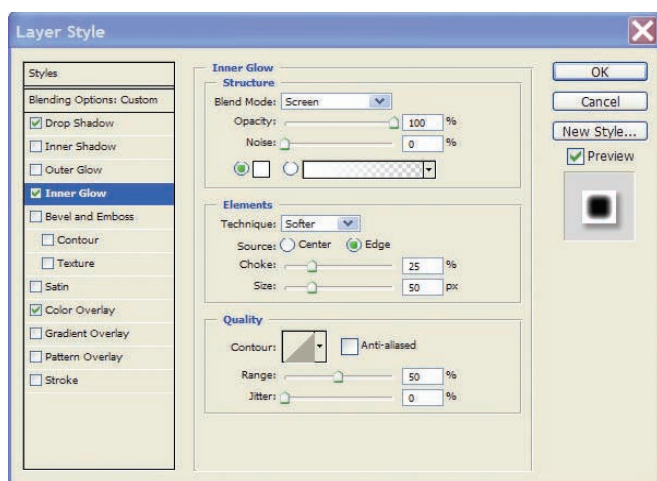 Layer Style
Styles
Blending Options: Custom
Drop Shadow
Inner Shadow
Outer Glow
Inner Glow
Bevel and Emboss
Contour
Texture
Satin
Color Overlay
Gradient Overlay
Pattern Overlay
Stroke
Inner Glow
Structure
Blend Mode: Screen
Opacity: 100 %
Noise: 0 %
Elements
Technique: Softer
Source: Center Edge
Choke: 25 %
Size: 50 px
Quality
Contour: Anti-aliased
Range: 50 %
Jitter: 0 %
OK
Cancel
New Style...
Preview